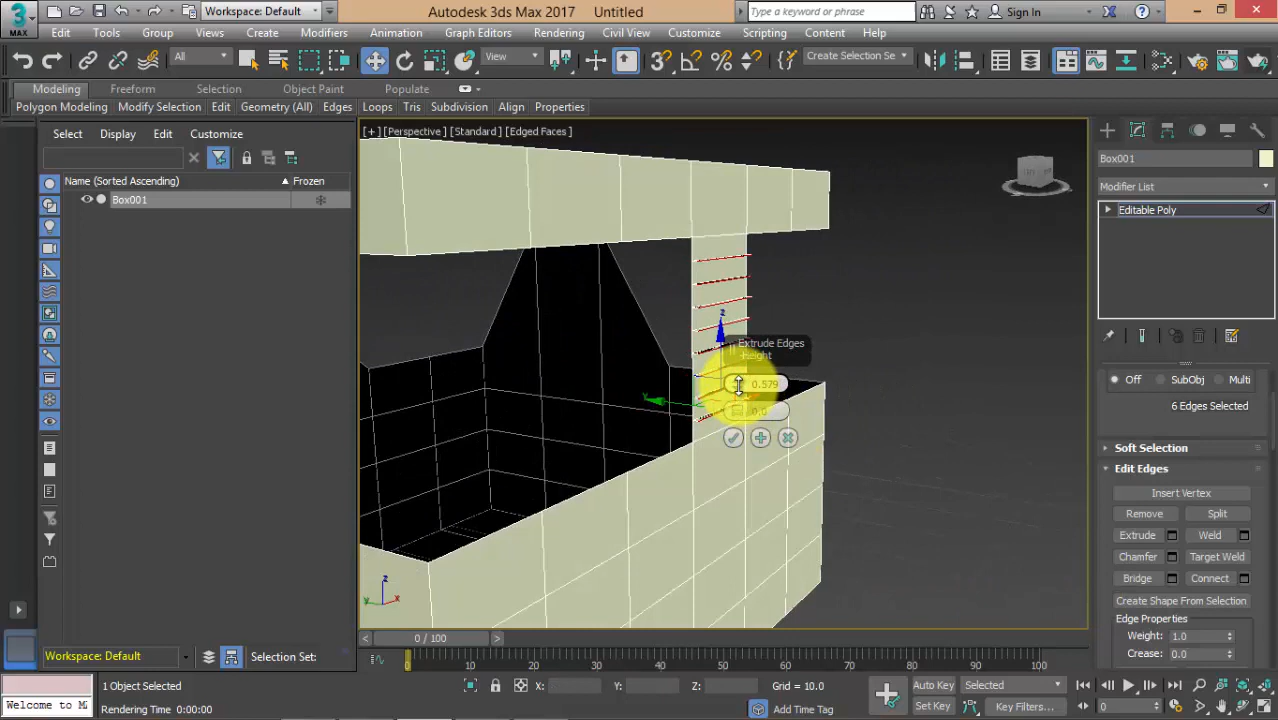 Workspace: Default
Autodesk 3ds Max 2017 Untitled
Type a keyword or phrase
Sign In
MAX
Edit Tools Group Views Create Modifiers Animation Graph Editors Rendering Civil View Customize Scripting Content Help
All
View
Create Selection Se
Modeling Freeform Selection Object Paint Populate
Polygon Modeling Modify Selection Edit Geometry (All) Edges Loops Tris Subdivision Align Properties
Select Display Edit Customize
Name (Sorted Ascending) Frozen
Box001
[+] [Perspective] [Standard] [Edged Faces]
z
Extrude Edges
Height
0.579
0.0
y
z
y x
Box001
Modifier List
Editable Poly
Off SubObj Multi
6 Edges Selected
Soft Selection
Edit Edges
Insert Vertex
Remove Split
Extrude Weld
Chamfer Target Weld
Bridge Connect
Create Shape From Selection
Edge Properties
Weight: 1.0
Crease: 0.0
0 / 100
Workspace: Default
Selection Set:
0 10 20 30 40 50 60 70 80 90 100
1 Object Selected
X: Y: Z: Grid = 10.0
Auto Key Selected
Welcome to M
Rendering Time 0:00:00
Add Time Tag
Set Key Key Filters...
0